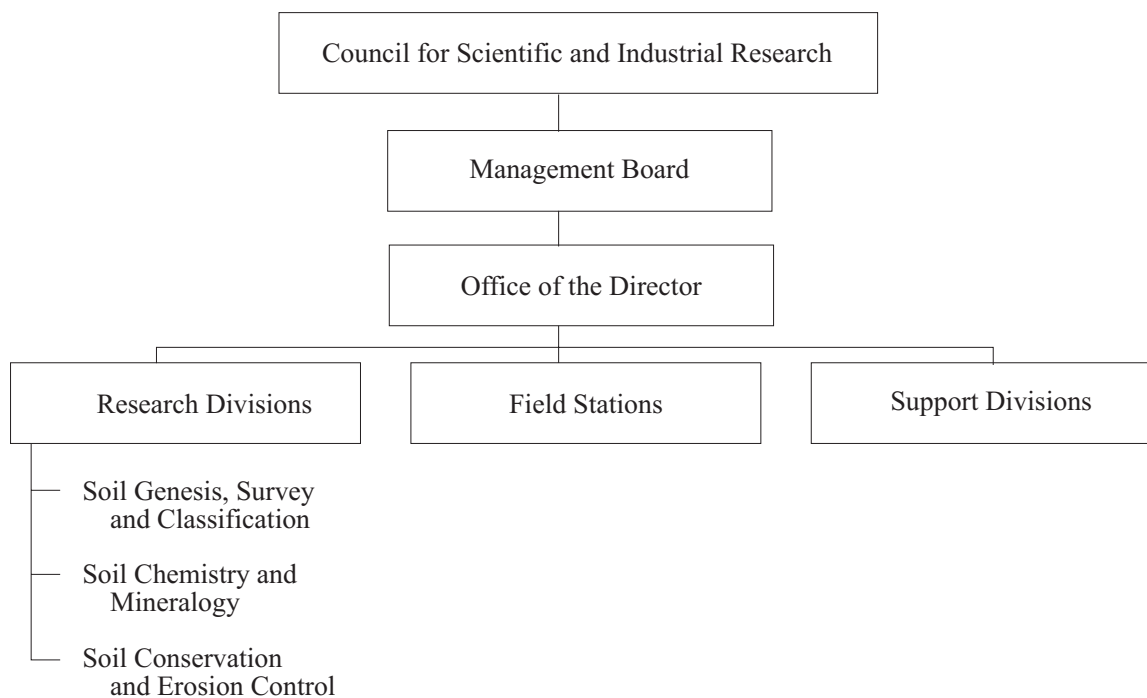 Council for Scientific and Industrial Research
Management Board
Office of the Director
Research Divisions
Field Stations
Support Divisions
Soil Genesis, Survey
and Classification
Soil Chemistry and
Mineralogy
Soil Conservation
and Erosion Control